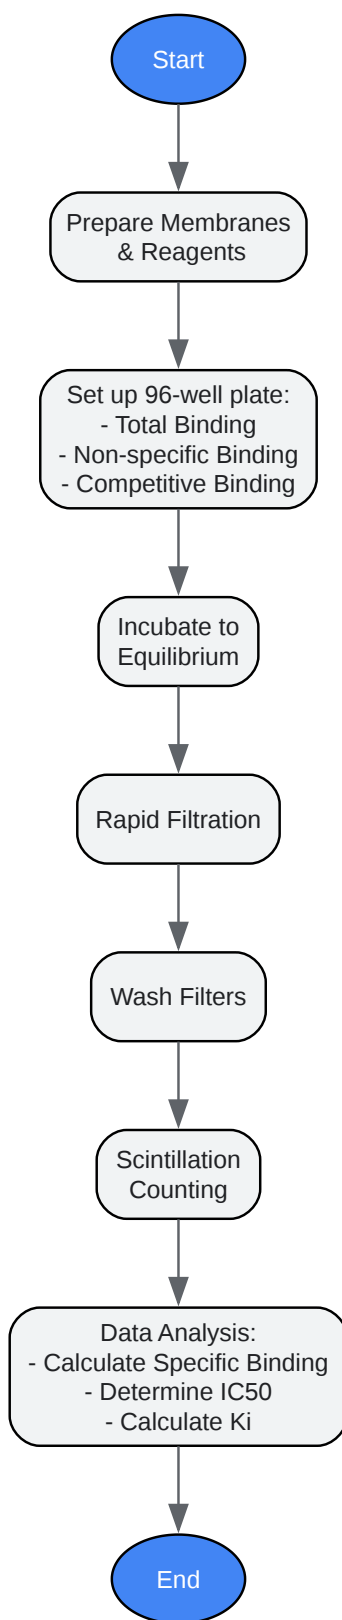 Start
Prepare Membranes
& Reagents
Set up 96-well plate:
- Total Binding
- Non-specific Binding
- Competitive Binding
Incubate to
Equilibrium
Rapid Filtration
Wash Filters
Scintillation
Counting
Data Analysis:
- Calculate Specific Binding
- Determine IC50
- Calculate Ki
End